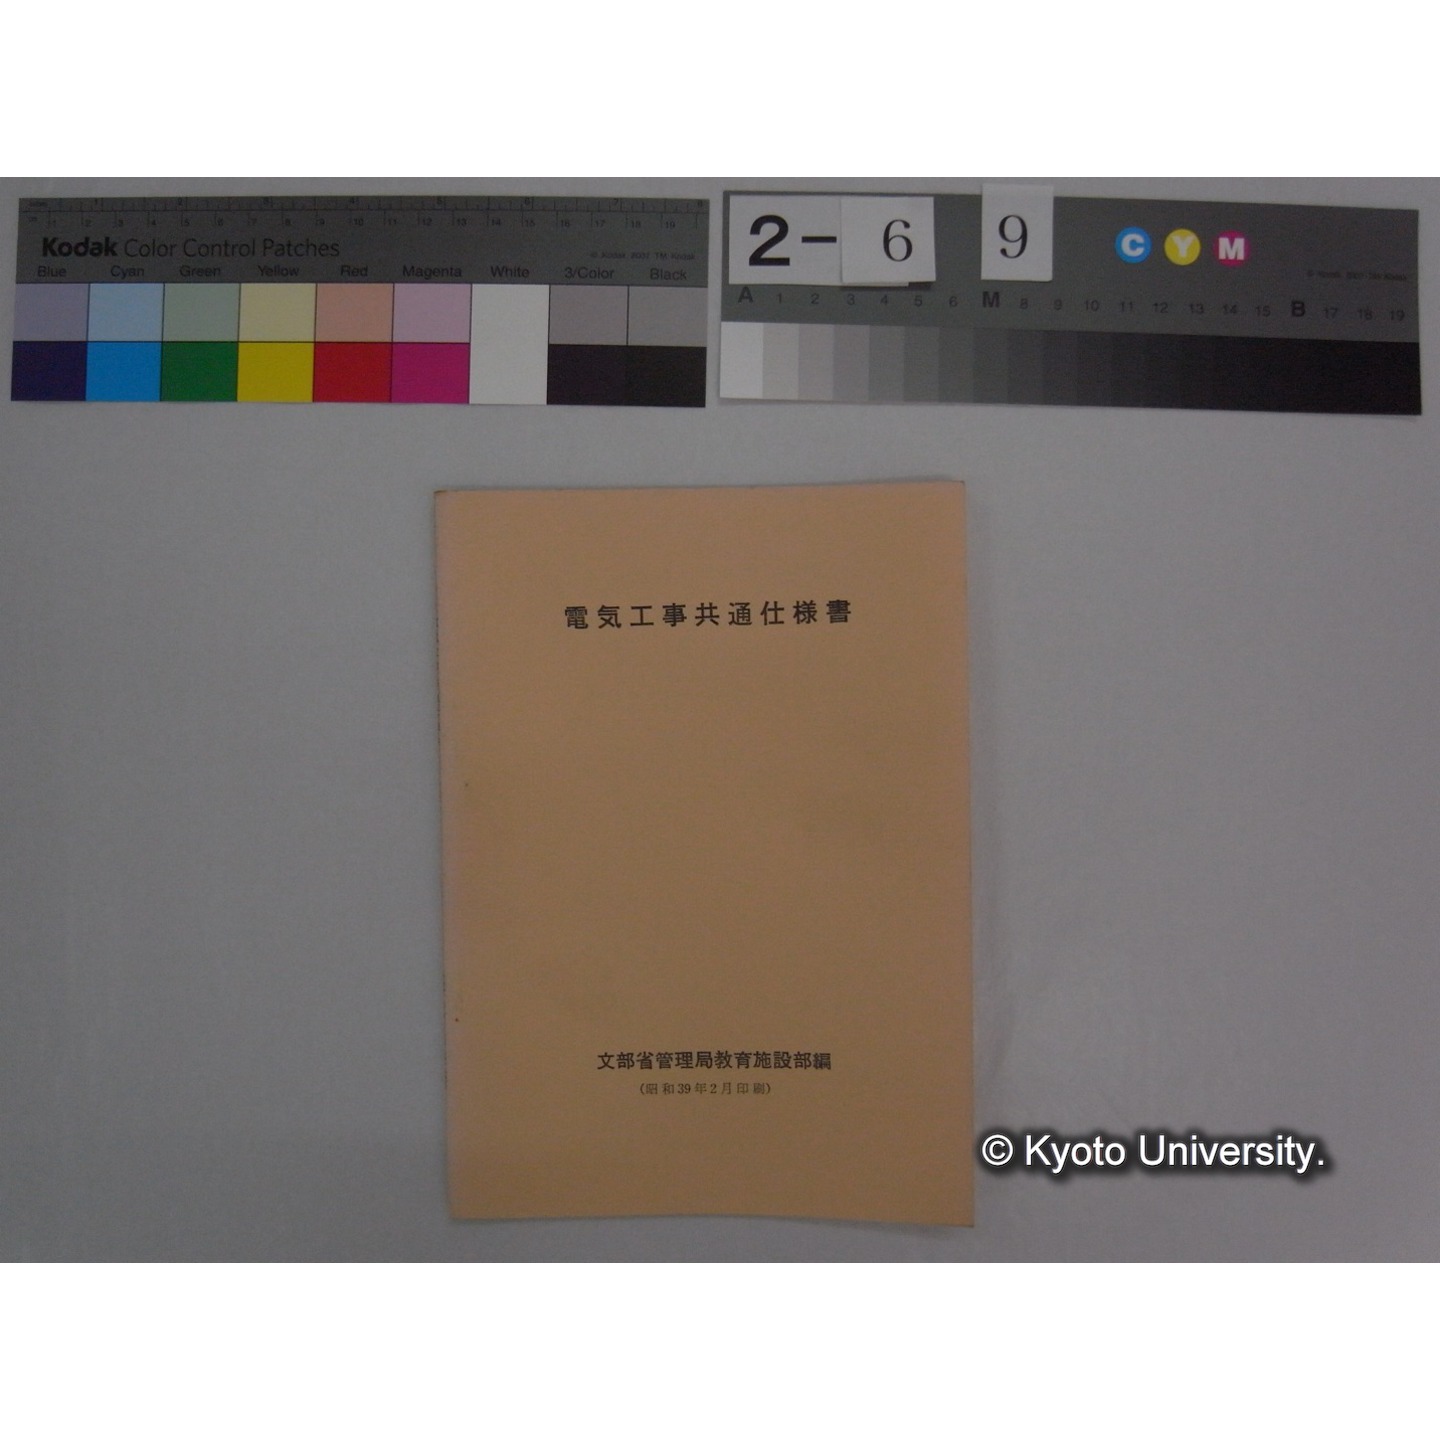 Kodak Color Control Patches
Blue Cyan Green Yellow Red Magenta White 3/Color Black
2- 6 9
C Y M
A 1 2 3 4 5 6 M 8 9 10 11 12 13 14 15 B 17 18 19
電気工事共通仕様書
文部省管理局教育施設部編
(昭和39年2月印刷)
© Kyoto University.